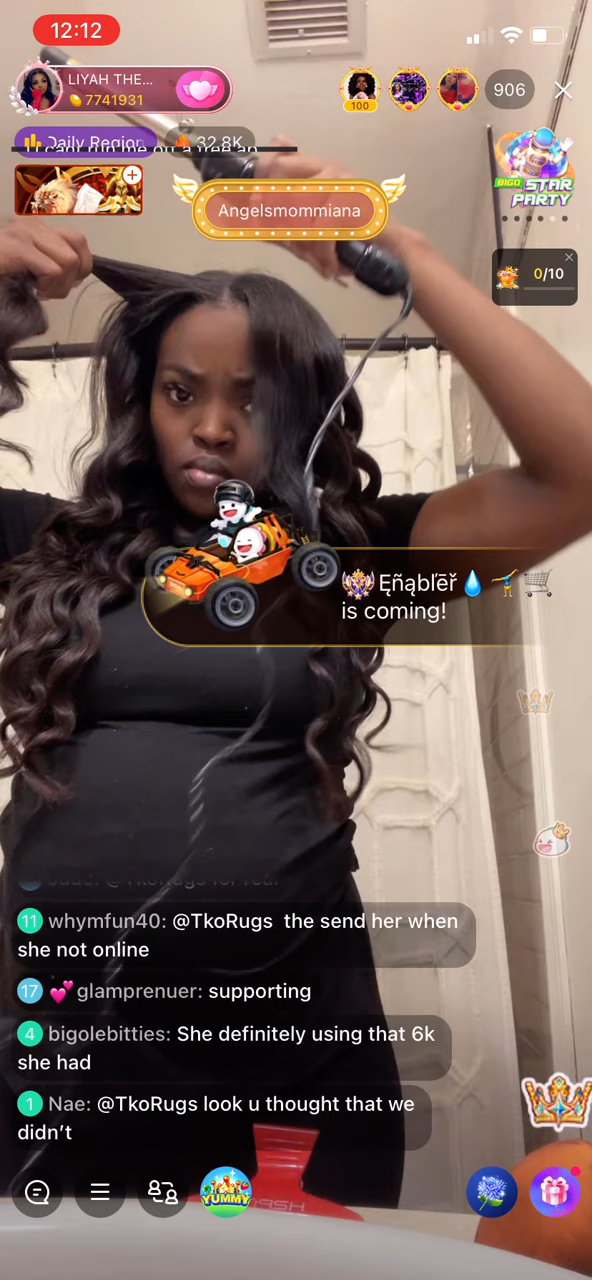 12:12
LIYAH THE...
7741931
100
906
Daily Region
32.8K
Angelsmommiana
BIGO STAR PARTY
0/10
Ęñąbľēř💧🤸🛒
is coming!
11 whymfun40: @TkoRugs the send her when
she not online
17 💕glamprenuer: supporting
4 bigolebitties: She definitely using that 6k
she had
1 Nae: @TkoRugs look u thought that we
didn't
YUMMY